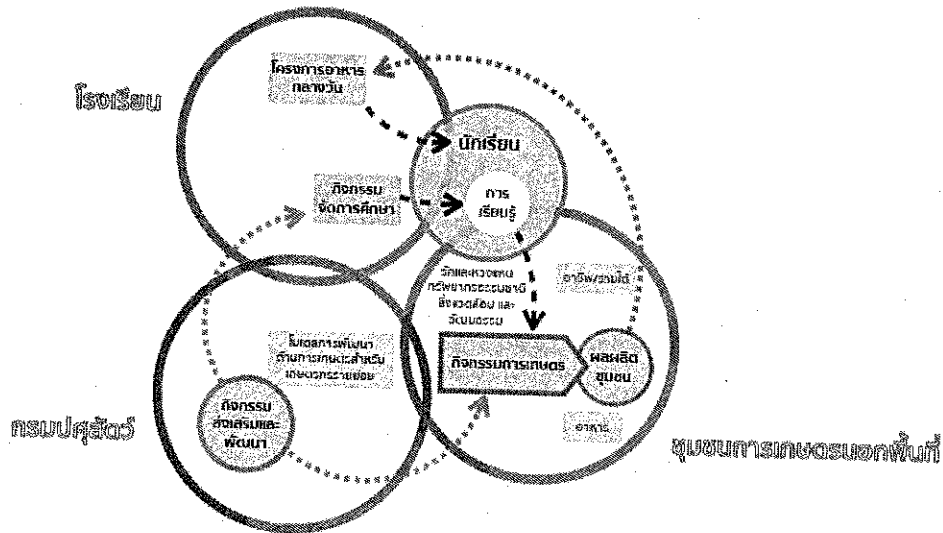 โรงเรียน
โครงการอาหาร
กลางวัน
นักเรียน
การ
เรียนรู้
กิจกรรม
จัดการศึกษา
รักและหวงแหน
ทรัพยากรธรรมชาติ
สิ่งแวดล้อม และ
วัฒนธรรม
อาชีพ/รายได้
โมเดลการพัฒนา
ด้านการเกษตรสำหรับ
เกษตรกรรายย่อย
กิจกรรมการเกษตร
ผลผลิต
ชุมชน
อาหาร
กิจกรรม
ส่งเสริมและ
พัฒนา
กรมปศุสัตว์
ชุมชนการเกษตรนอกพื้นที่